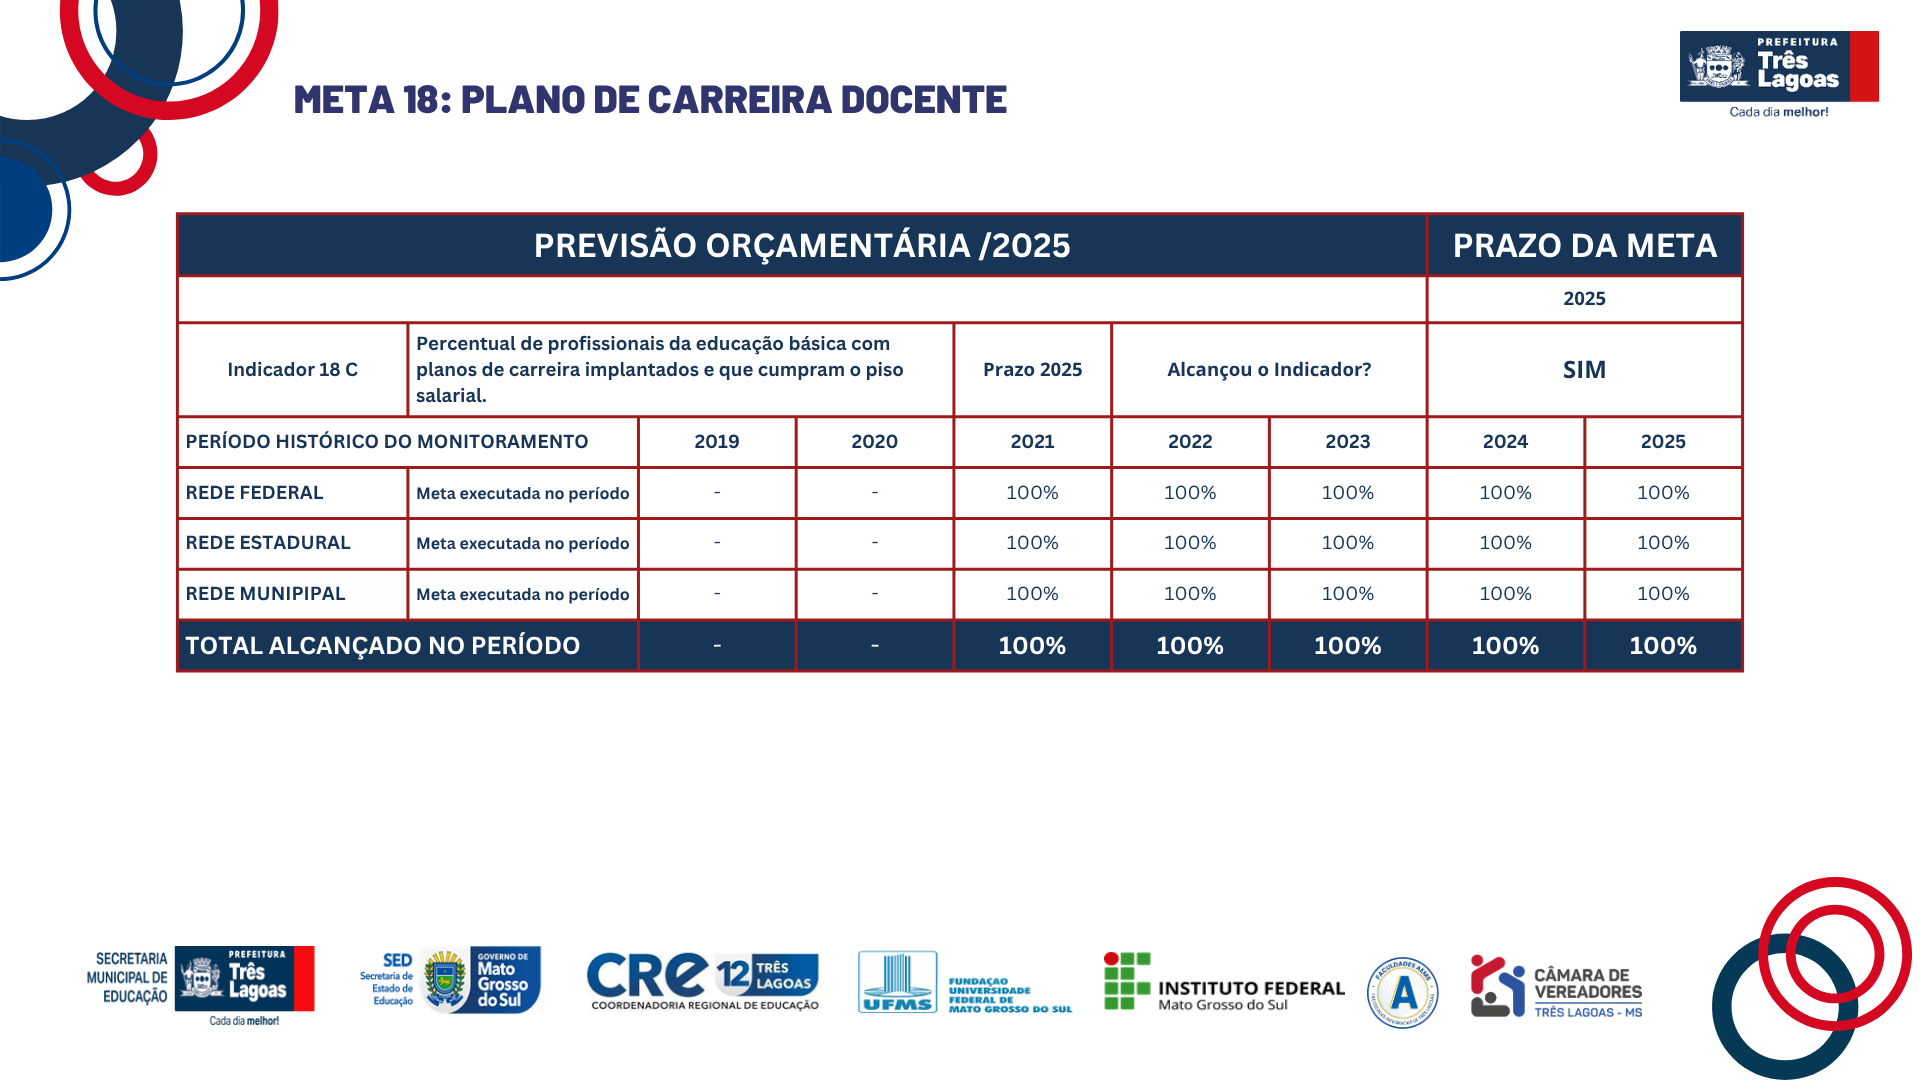 PREFEITURA
Três
Lagoas
Cada dia melhor!
META 18: PLANO DE CARREIRA DOCENTE
PREVISÃO ORÇAMENTÁRIA /2025 PRAZO DA META
2025
Indicador 18 C
Percentual de profissionais da educação básica com
planos de carreira implantados e que cumpram o piso
salarial.
Prazo 2025 Alcançou o Indicador? SIM
PERÍODO HISTÓRICO DO MONITORAMENTO 2019 2020 2021 2022 2023 2024 2025
REDE FEDERAL Meta executada no período - - 100% 100% 100% 100% 100%
REDE ESTADURAL Meta executada no período - - 100% 100% 100% 100% 100%
REDE MUNIPIPAL Meta executada no período - - 100% 100% 100% 100% 100%
TOTAL ALCANÇADO NO PERÍODO - - 100% 100% 100% 100% 100%
SECRETARIA
MUNICIPAL DE
EDUCAÇÃO
PREFEITURA
Três
Lagoas
Cada dia melhor!
SED
Secretaria de
Estado de
Educação
GOVERNO DE
Mato
Grosso
do Sul
CRe 12 TRÊS
LAGOAS
COORDENADORIA REGIONAL DE EDUCAÇÃO
UFMS
FUNDAÇAO
UNIVERSIDADE
FEDERAL DE
MATO GROSSO DO SUL
INSTITUTO FEDERAL
Mato Grosso do Sul
FACULDADES AEMS
A
CÂMARA DE
VEREADORES
TRÊS LAGOAS - MS